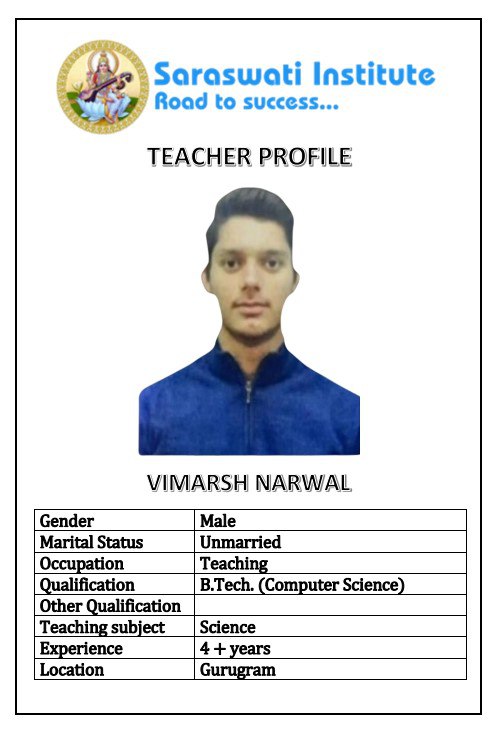 Saraswati Institute
Road to success...
TEACHER PROFILE
VIMARSH NARWAL
Gender Male
Marital Status Unmarried
Occupation Teaching
Qualification B.Tech. (Computer Science)
Other Qualification
Teaching subject Science
Experience 4 + years
Location Gurugram